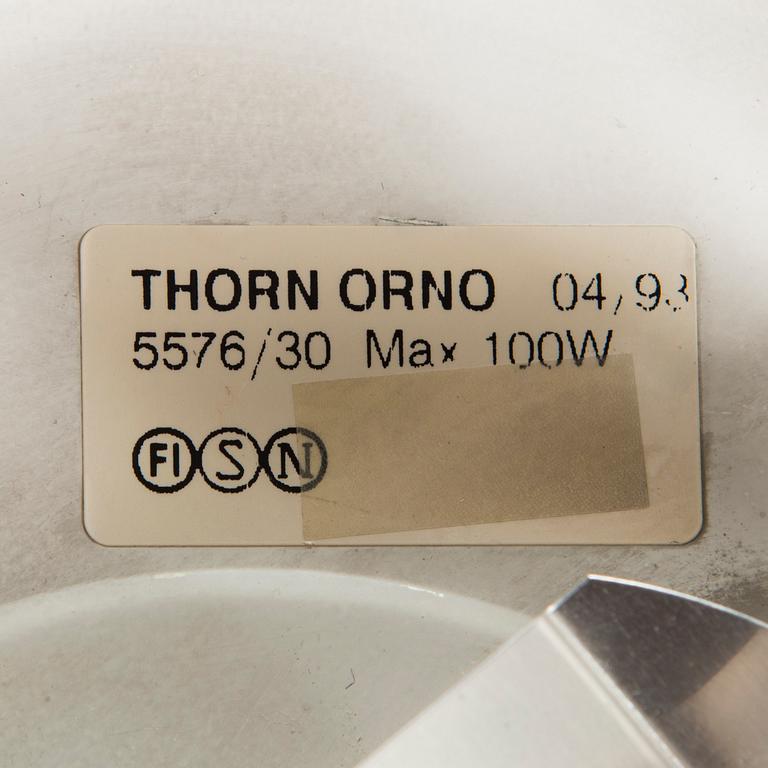 THORN ORNO 04/93
5576/30 Max 100W
FI S N